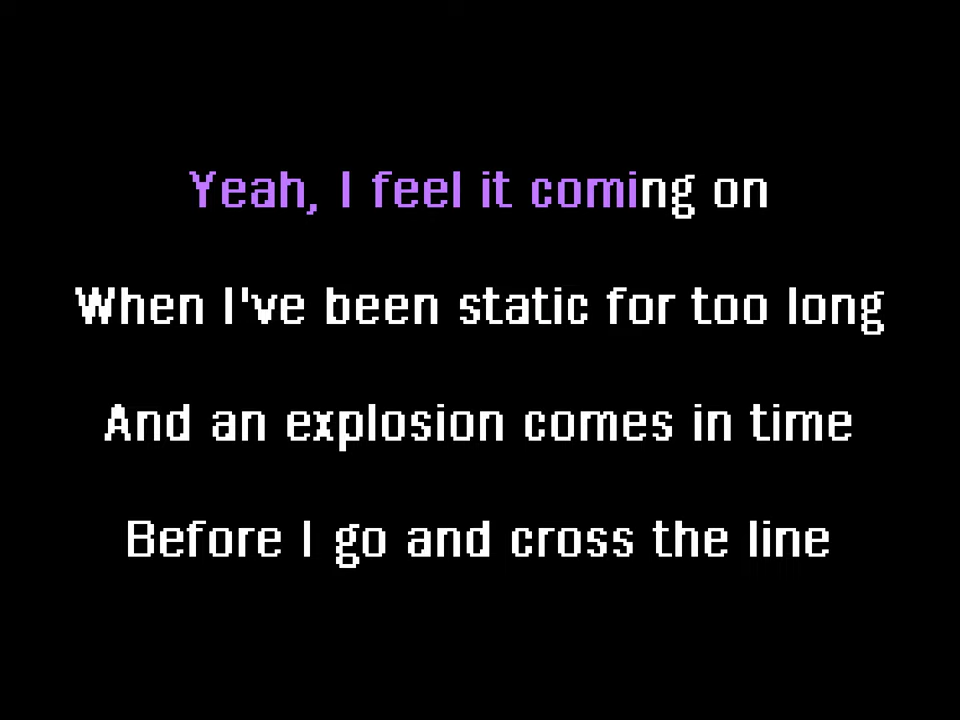 Yeah, I feel it coming on
When I've been static for too long
And an explosion comes in time
Before I go and cross the line